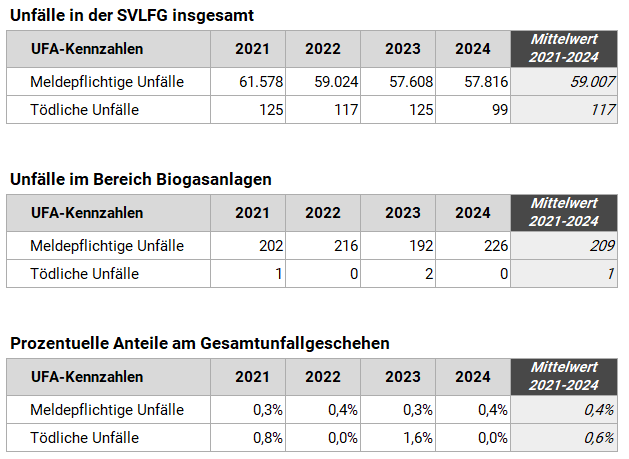 Unfälle in der SVLFG insgesamt
UFA-Kennzahlen 2021 2022 2023 2024 Mittelwert 2021-2024
Meldepflichtige Unfälle 61.578 59.024 57.608 57.816 59.007
Tödliche Unfälle 125 117 125 99 117
Unfälle im Bereich Biogasanlagen
UFA-Kennzahlen 2021 2022 2023 2024 Mittelwert 2021-2024
Meldepflichtige Unfälle 202 216 192 226 209
Tödliche Unfälle 1 0 2 0 1
Prozentuelle Anteile am Gesamtunfallgeschehen
UFA-Kennzahlen 2021 2022 2023 2024 Mittelwert 2021-2024
Meldepflichtige Unfälle 0,3% 0,4% 0,3% 0,4% 0,4%
Tödliche Unfälle 0,8% 0,0% 1,6% 0,0% 0,6%